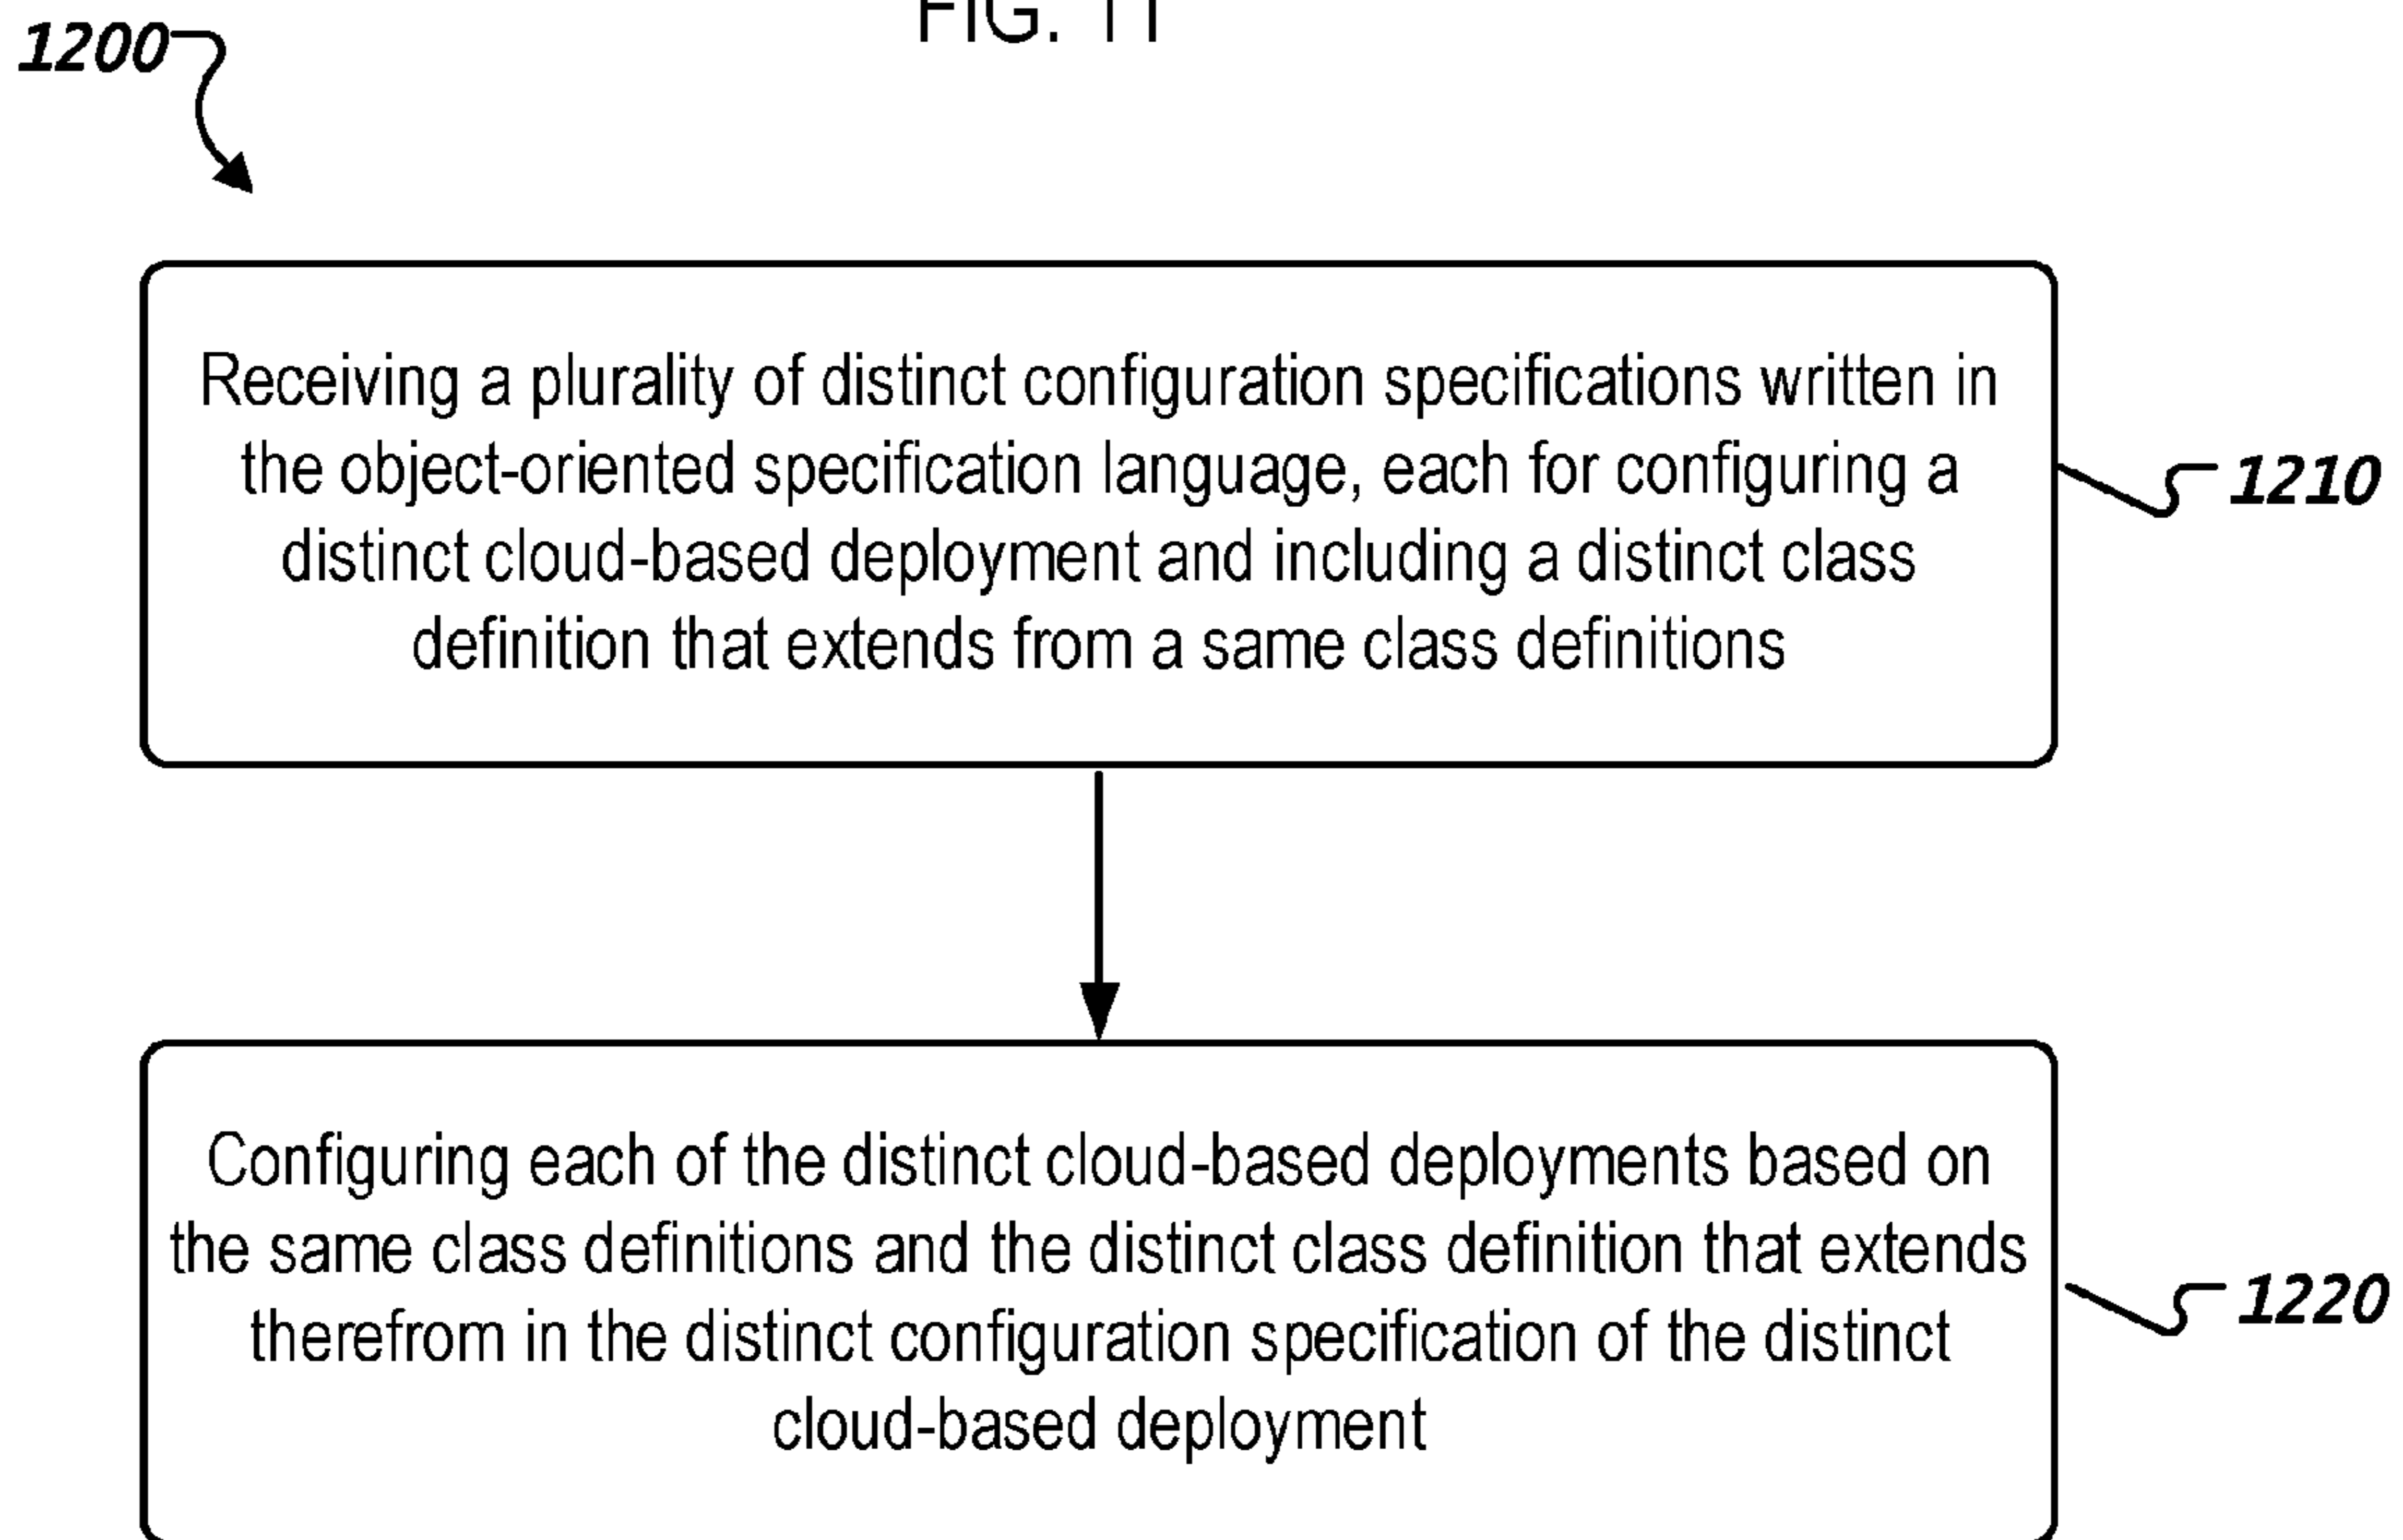 FIG. 11
1200
Receiving a plurality of distinct configuration specifications written in
the object-oriented specification language, each for configuring a
distinct cloud-based deployment and including a distinct class
definition that extends from a same class definitions
1210
Configuring each of the distinct cloud-based deployments based on
the same class definitions and the distinct class definition that extends
therefrom in the distinct configuration specification of the distinct
cloud-based deployment
1220